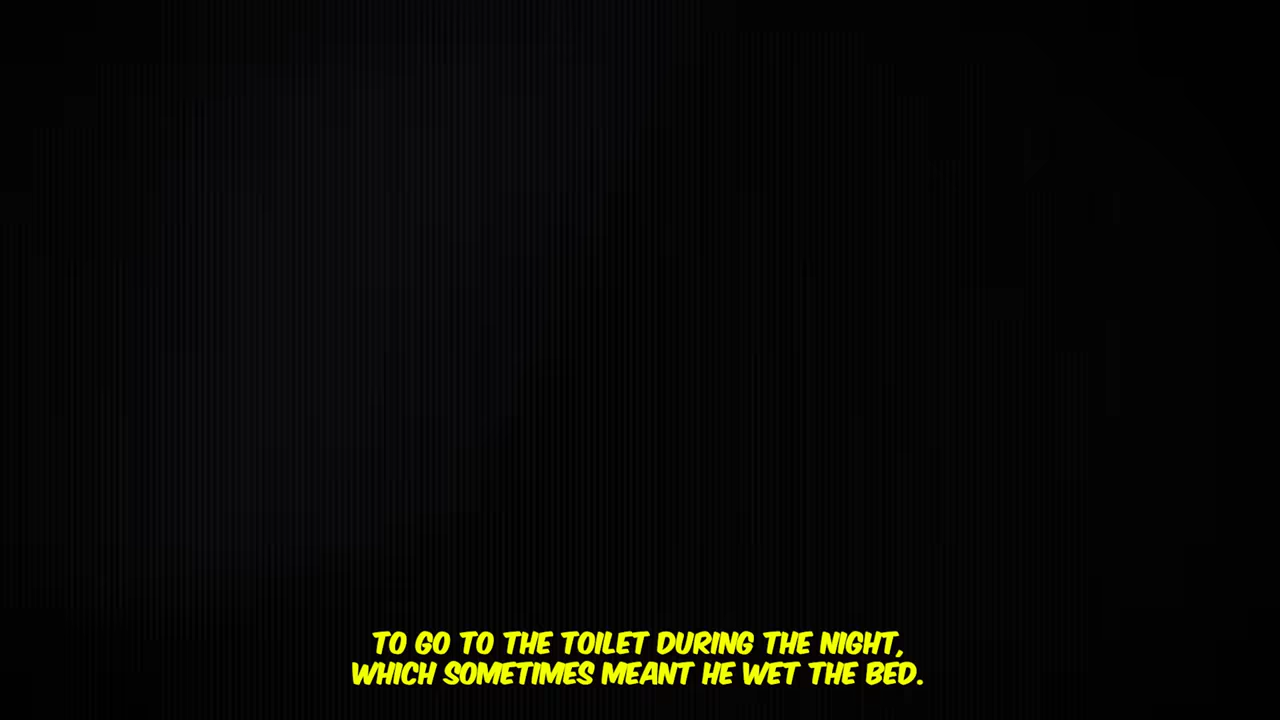 TO GO TO THE TOILET DURING THE NIGHT,
WHICH SOMETIMES MEANT HE WET THE BED.